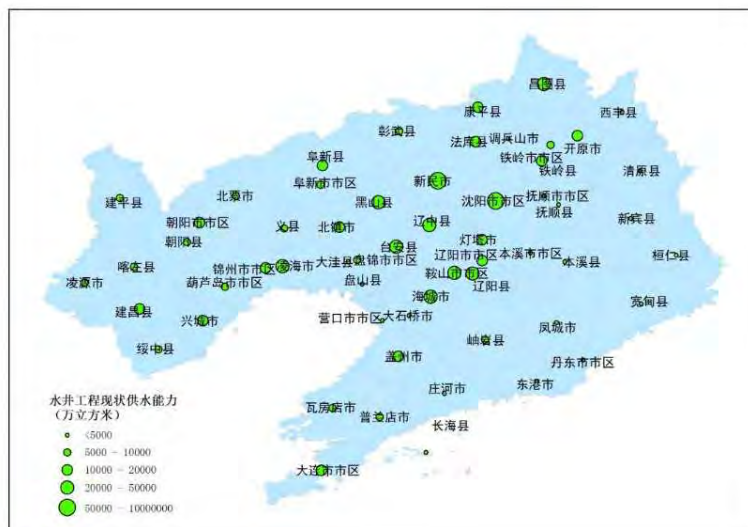 昌图县
康平县
西丰县
彰武县
法库县
调兵山市
开原市
铁岭市市区
铁岭县
阜新县
清原县
阜新市市区
新民市
北票市
黑山县
沈阳市市区
抚顺市市区
抚顺县
建平县
朝阳市市区
义县
北镇市
辽中县
新宾县
朝阳县
台安县
灯塔市
喀左县
锦州市市区
凌海市
大洼县
盘锦市市区
辽阳市市区
本溪市市区
本溪县
桓仁县
凌源市
葫芦岛市市区
盘山县
鞍山市市区
辽阳县
建昌县
兴城市
海城市
宽甸县
营口市市区
大石桥市
凤城市
绥中县
岫岩县
盖州市
丹东市市区
庄河市
东港市
瓦房店市
普兰店市
长海县
大连市市区
水井工程现状供水能力
（万立方米）
<5000
5000 - 10000
10000 - 20000
20000 - 50000
50000 - 10000000